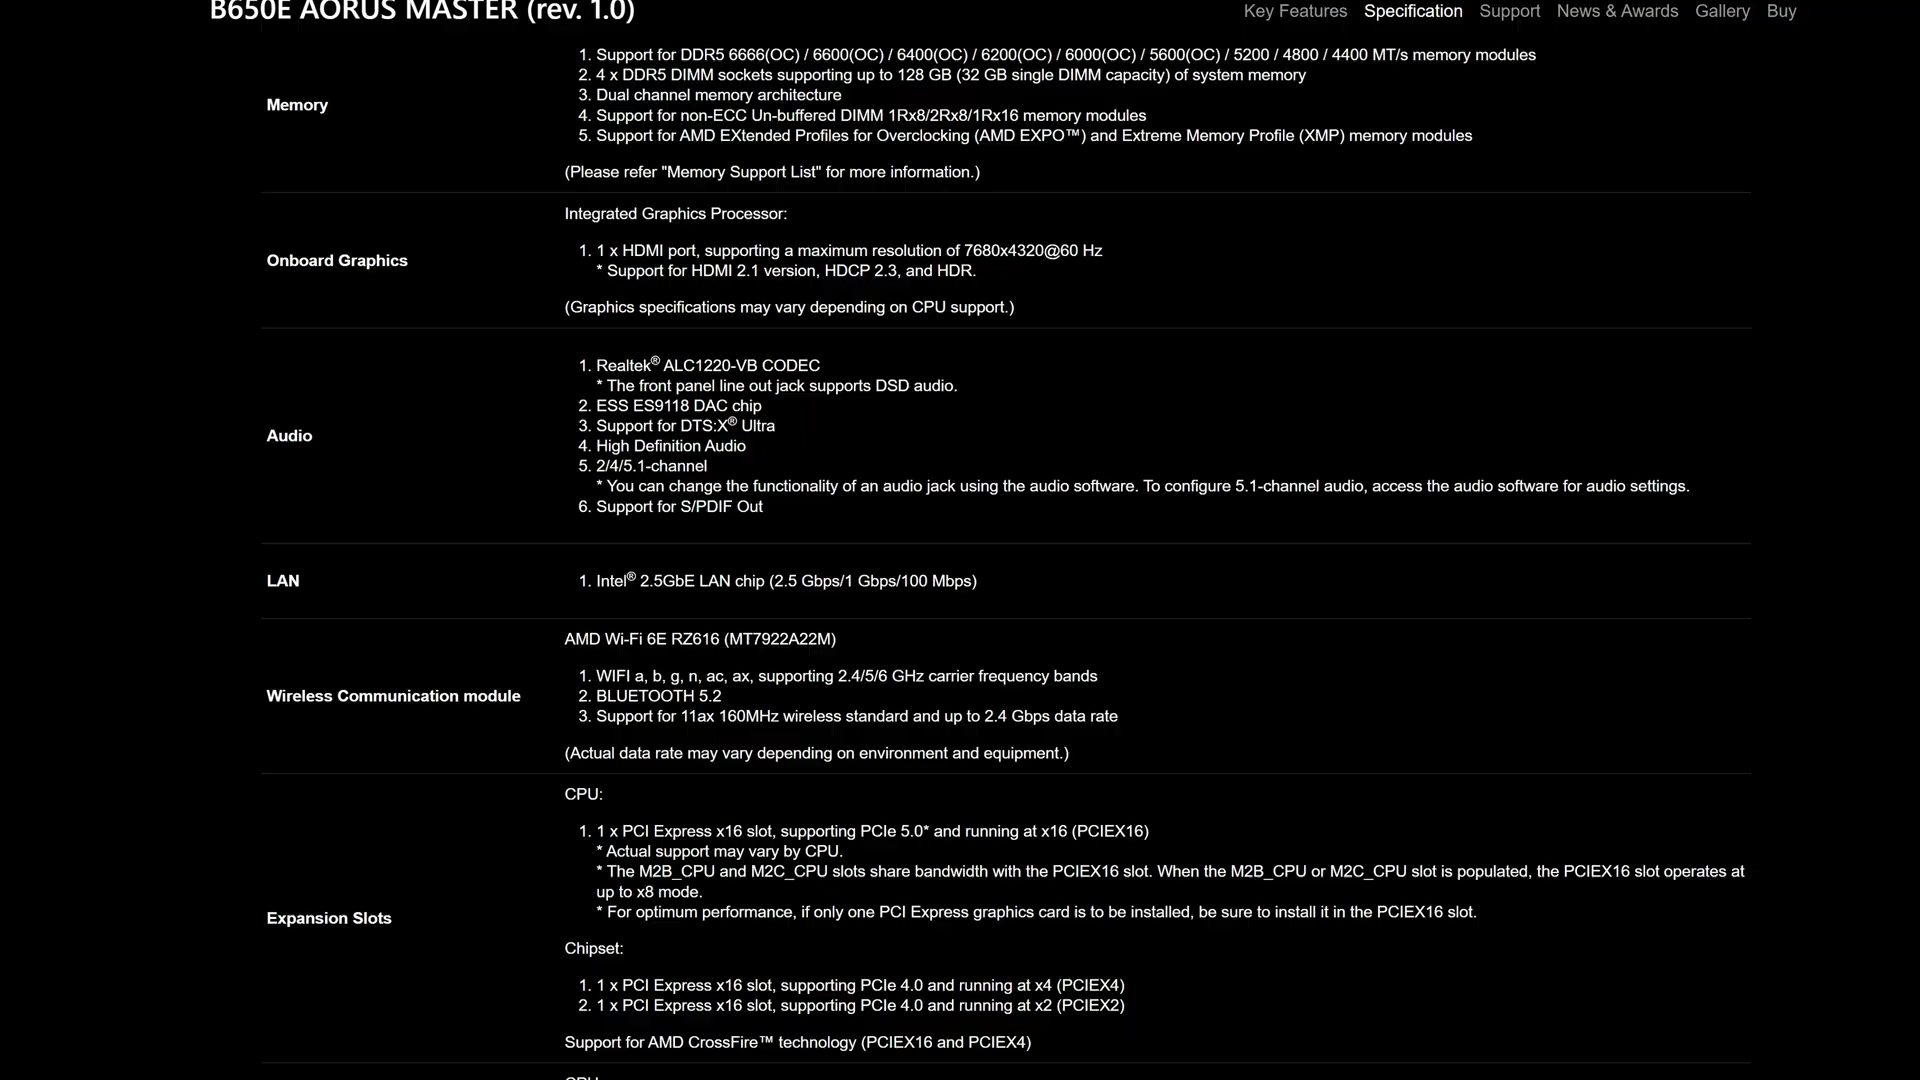 B650E AORUS MASTER (rev. 1.0)
Key Features Specification Support News & Awards Gallery Buy
Memory
1. Support for DDR5 6666(OC) / 6600(OC) / 6400(OC) / 6200(OC) / 6000(OC) / 5600(OC) / 5200 / 4800 / 4400 MT/s memory modules
2. 4 x DDR5 DIMM sockets supporting up to 128 GB (32 GB single DIMM capacity) of system memory
3. Dual channel memory architecture
4. Support for non-ECC Un-buffered DIMM 1Rx8/2Rx8/1Rx16 memory modules
5. Support for AMD EXtended Profiles for Overclocking (AMD EXPO™) and Extreme Memory Profile (XMP) memory modules
(Please refer "Memory Support List" for more information.)
Onboard Graphics
Integrated Graphics Processor:
1. 1 x HDMI port, supporting a maximum resolution of 7680x4320@60 Hz
* Support for HDMI 2.1 version, HDCP 2.3, and HDR.
(Graphics specifications may vary depending on CPU support.)
Audio
1. Realtek® ALC1220-VB CODEC
* The front panel line out jack supports DSD audio.
2. ESS ES9118 DAC chip
3. Support for DTS:X® Ultra
4. High Definition Audio
5. 2/4/5.1-channel
* You can change the functionality of an audio jack using the audio software. To configure 5.1-channel audio, access the audio software for audio settings.
6. Support for S/PDIF Out
LAN
1. Intel® 2.5GbE LAN chip (2.5 Gbps/1 Gbps/100 Mbps)
Wireless Communication module
AMD Wi-Fi 6E RZ616 (MT7922A22M)
1. WIFI a, b, g, n, ac, ax, supporting 2.4/5/6 GHz carrier frequency bands
2. BLUETOOTH 5.2
3. Support for 11ax 160MHz wireless standard and up to 2.4 Gbps data rate
(Actual data rate may vary depending on environment and equipment.)
Expansion Slots
CPU:
1. 1 x PCI Express x16 slot, supporting PCIe 5.0* and running at x16 (PCIEX16)
* Actual support may vary by CPU.
* The M2B_CPU and M2C_CPU slots share bandwidth with the PCIEX16 slot. When the M2B_CPU or M2C_CPU slot is populated, the PCIEX16 slot operates at
up to x8 mode.
* For optimum performance, if only one PCI Express graphics card is to be installed, be sure to install it in the PCIEX16 slot.
Chipset:
1. 1 x PCI Express x16 slot, supporting PCIe 4.0 and running at x4 (PCIEX4)
2. 1 x PCI Express x16 slot, supporting PCIe 4.0 and running at x2 (PCIEX2)
Support for AMD CrossFire™ technology (PCIEX16 and PCIEX4)